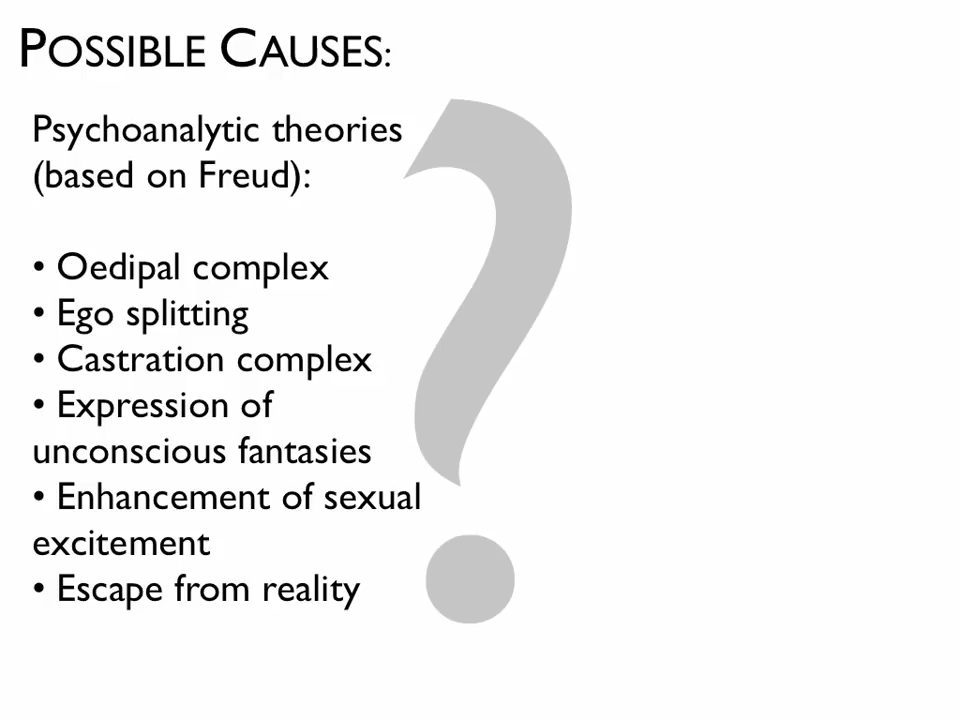 POSSIBLE CAUSES:
Psychoanalytic theories
(based on Freud):
• Oedipal complex
• Ego splitting
• Castration complex
• Expression of
unconscious fantasies
• Enhancement of sexual
excitement
• Escape from reality
?